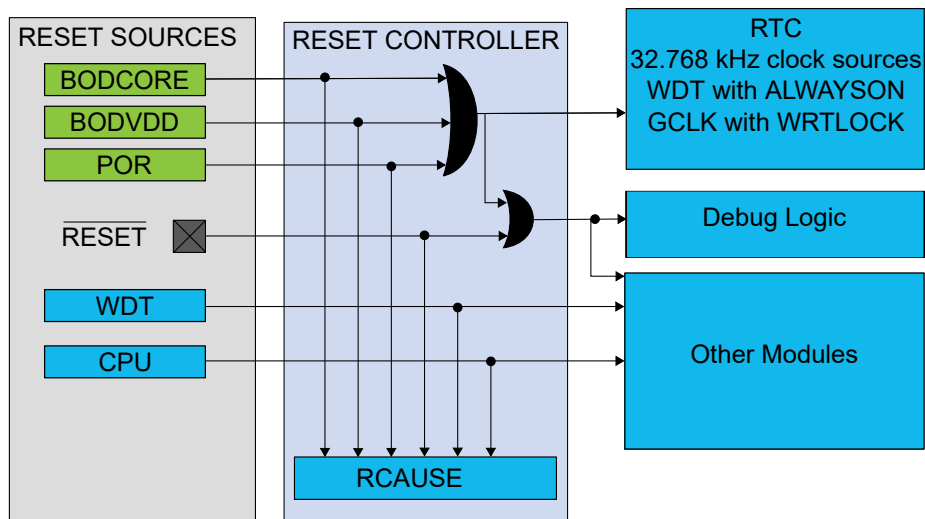 RESET SOURCES
BODCORE
BODVDD
POR
RESET
WDT
CPU
RESET CONTROLLER
RCAUSE
RTC
32.768 kHz clock sources
WDT with ALWAYSON
GCLK with WRTLOCK
Debug Logic
Other Modules